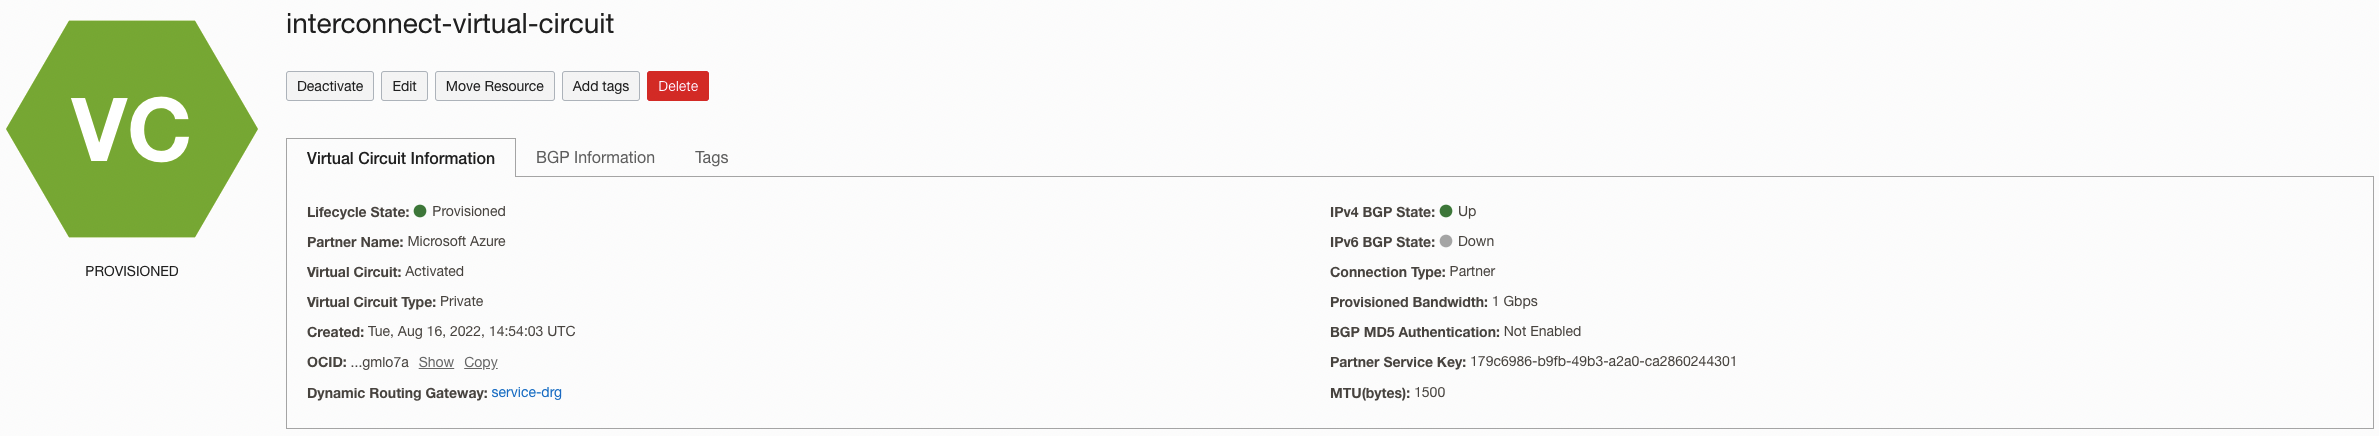 interconnect-virtual-circuit
VC
PROVISIONED
Deactivate Edit Move Resource Add tags Delete
Virtual Circuit Information BGP Information Tags
Lifecycle State: Provisioned
Partner Name: Microsoft Azure
Virtual Circuit: Activated
Virtual Circuit Type: Private
Created: Tue, Aug 16, 2022, 14:54:03 UTC
OCID: ...gmlo7a Show Copy
Dynamic Routing Gateway: service-drg
IPv4 BGP State: Up
IPv6 BGP State: Down
Connection Type: Partner
Provisioned Bandwidth: 1 Gbps
BGP MD5 Authentication: Not Enabled
Partner Service Key: 179c6986-b9fb-49b3-a2a0-ca2860244301
MTU(bytes): 1500